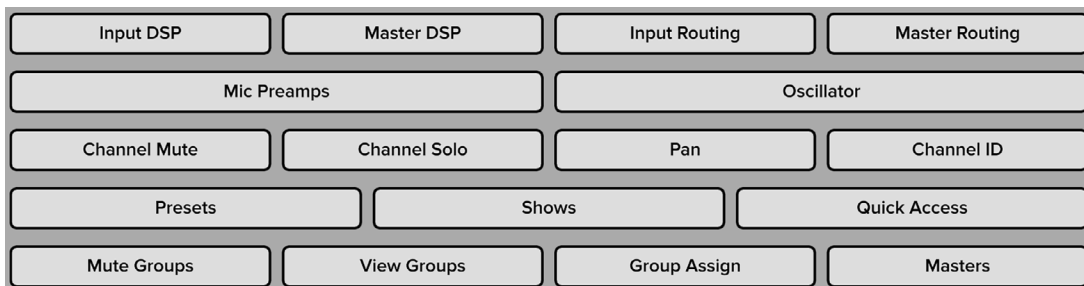 Input DSP Master DSP Input Routing Master Routing
Mic Preamps Oscillator
Channel Mute Channel Solo Pan Channel ID
Presets Shows Quick Access
Mute Groups View Groups Group Assign Masters